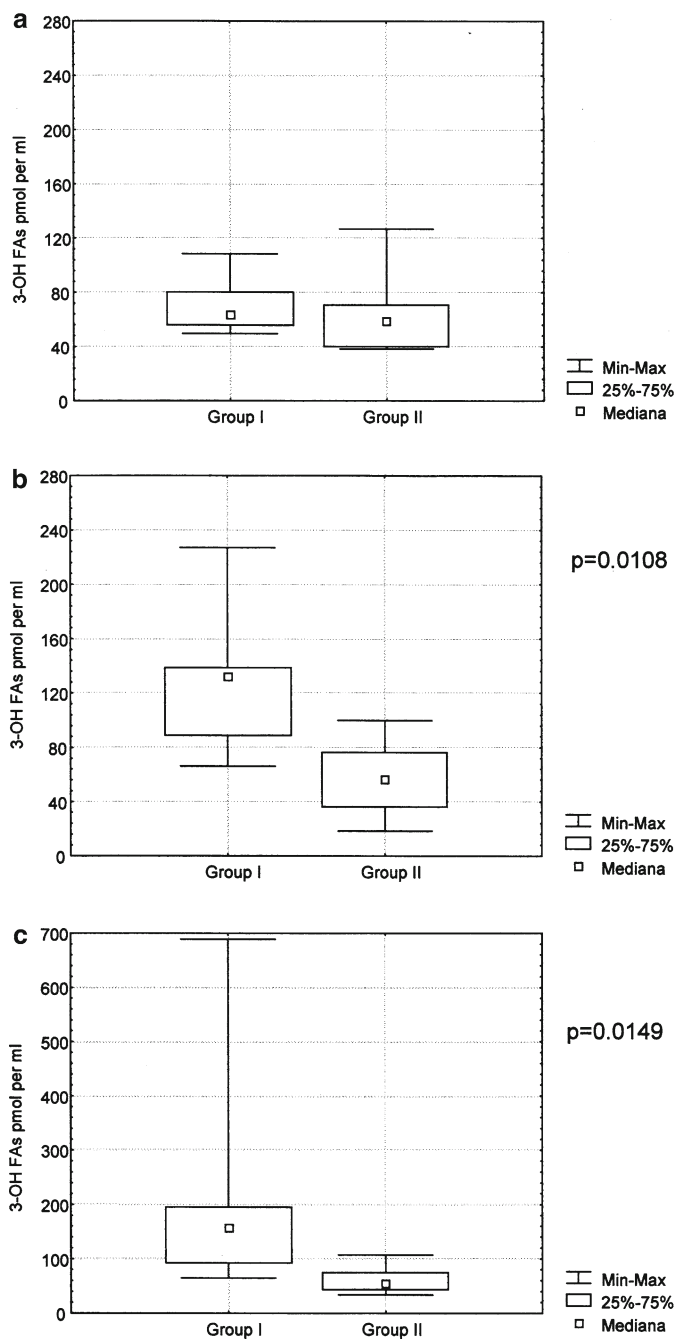 a
280
240
200
160
120
80
40
0
3-OH FAs pmol per ml
Group I Group II
Min-Max
25%-75%
Mediana
b
280
240
200
160
120
80
40
0
3-OH FAs pmol per ml
Group I Group II
p=0.0108
Min-Max
25%-75%
Mediana
c
700
600
500
400
300
200
100
0
3-OH FAs pmol per ml
Group I Group II
p=0.0149
Min-Max
25%-75%
Mediana